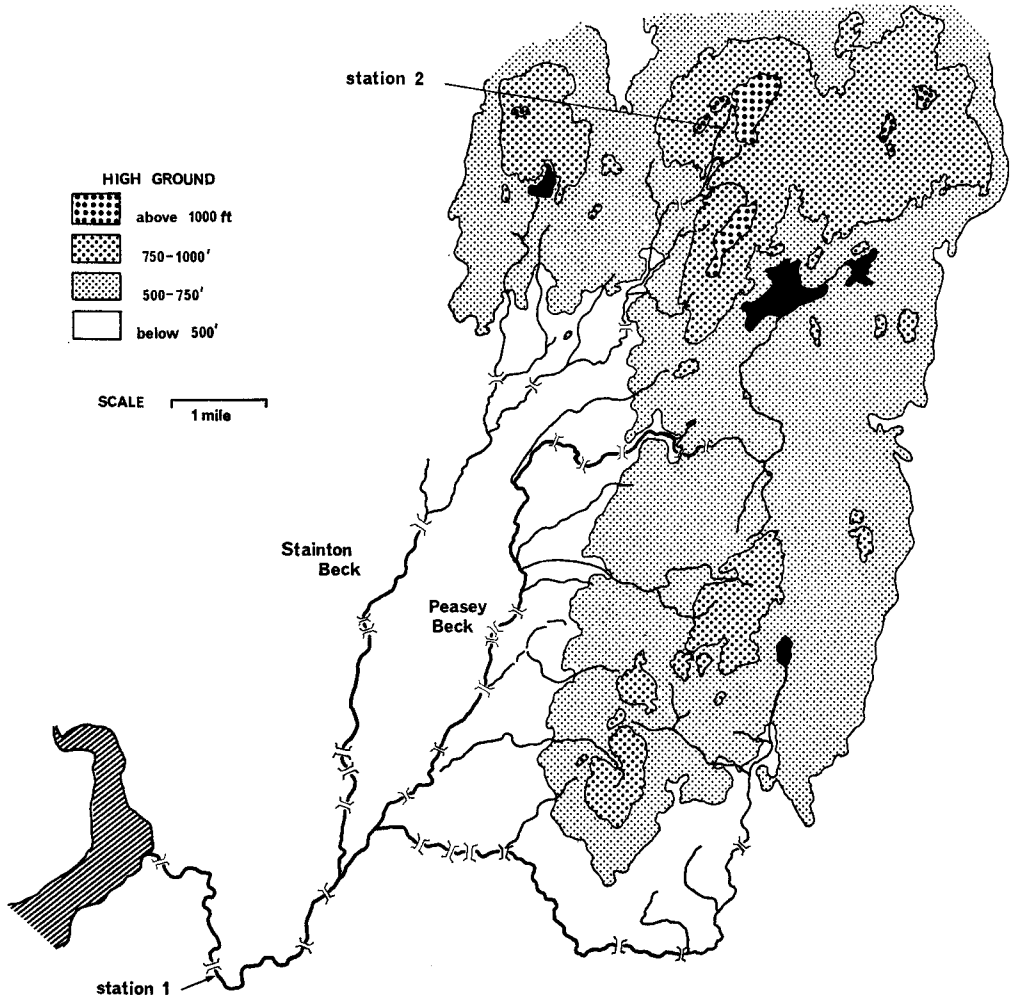 station 2
HIGH GROUND
above 1000 ft
750-1000'
500-750'
below 500'
SCALE
1 mile
Stainton
Beck
Peasey
Beck
station 1